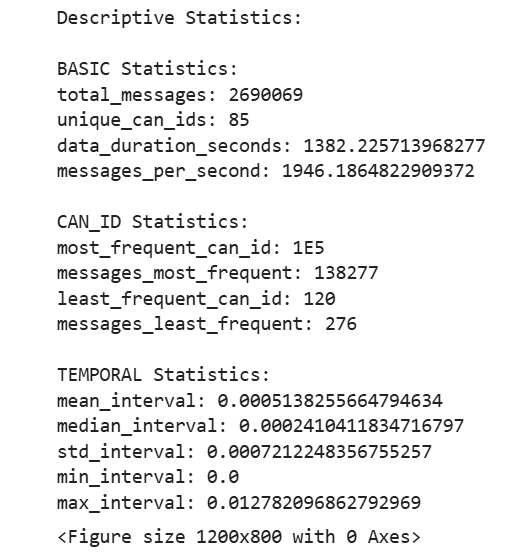 Descriptive Statistics:
BASIC Statistics:
total_messages: 2690069
unique_can_ids: 85
data_duration_seconds: 1382.225713968277
messages_per_second: 1946.1864822909372
CAN_ID Statistics:
most_frequent_can_id: 1E5
messages_most_frequent: 138277
least_frequent_can_id: 120
messages_least_frequent: 276
TEMPORAL Statistics:
mean_interval: 0.0005138255664794634
median_interval: 0.0002410411834716797
std_interval: 0.0007212248356755257
min_interval: 0.0
max_interval: 0.012782096862792969
<Figure size 1200x800 with 0 Axes>